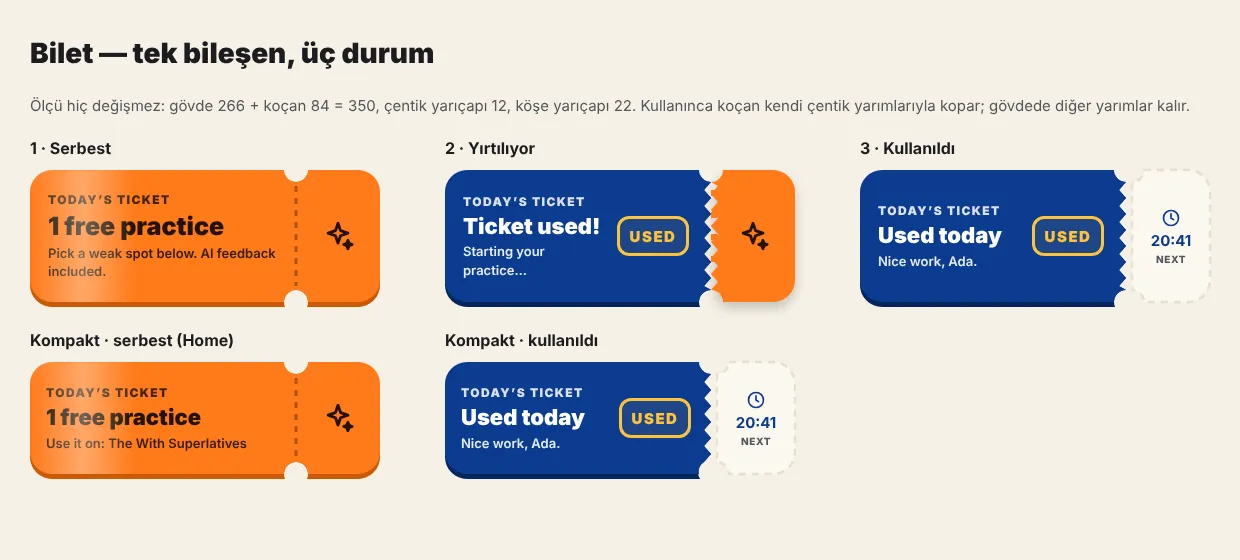 Bilet — tek bileşen, üç durum
Ölçü hiç değişmez: gövde 266 + koçan 84 = 350, çentik yarıçapı 12, köşe yarıçapı 22. Kullanınca koçan kendi çentik yarımlarıyla kopar; gövdede diğer yarımlar kalır.
1 · Serbest
TODAY’S TICKET
1 free practice
Pick a weak spot below. AI feedback
included.
2 · Yırtılıyor
TODAY’S TICKET
Ticket used!
Starting your
practice...
USED
3 · Kullanıldı
TODAY’S TICKET
Used today
Nice work, Ada.
USED
20:41
NEXT
Kompakt · serbest (Home)
TODAY’S TICKET
1 free practice
Use it on: The With Superlatives
Kompakt · kullanıldı
TODAY’S TICKET
Used today
Nice work, Ada.
USED
20:41
NEXT